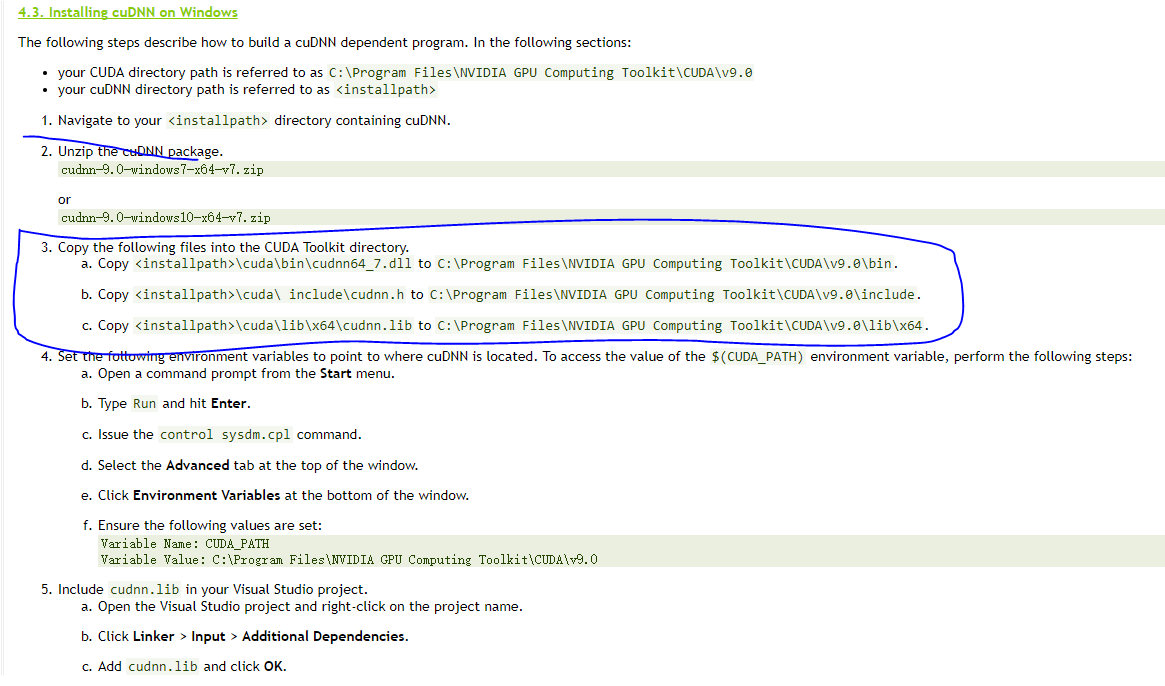 4.3. Installing cuDNN on Windows
The following steps describe how to build a cuDNN dependent program. In the following sections:
• your CUDA directory path is referred to as C:\Program Files\NVIDIA GPU Computing Toolkit\CUDA\v9.0
• your cuDNN directory path is referred to as <installpath>
1. Navigate to your <installpath> directory containing cuDNN.
2. Unzip the cuDNN package.
cudnn-9.0-windows7-x64-v7.zip
or
cudnn-9.0-windows10-x64-v7.zip
3. Copy the following files into the CUDA Toolkit directory.
a. Copy <installpath>\cuda\bin\cudnn64_7.dll to C:\Program Files\NVIDIA GPU Computing Toolkit\CUDA\v9.0\bin.
b. Copy <installpath>\cuda\ include\cudnn.h to C:\Program Files\NVIDIA GPU Computing Toolkit\CUDA\v9.0\include.
c. Copy <installpath>\cuda\lib\x64\cudnn.lib to C:\Program Files\NVIDIA GPU Computing Toolkit\CUDA\v9.0\lib\x64.
4. Set the following environment variables to point to where cuDNN is located. To access the value of the $(CUDA_PATH) environment variable, perform the following steps:
a. Open a command prompt from the Start menu.
b. Type Run and hit Enter.
c. Issue the control sysdm.cpl command.
d. Select the Advanced tab at the top of the window.
e. Click Environment Variables at the bottom of the window.
f. Ensure the following values are set:
Variable Name: CUDA_PATH
Variable Value: C:\Program Files\NVIDIA GPU Computing Toolkit\CUDA\v9.0
5. Include cudnn.lib in your Visual Studio project.
a. Open the Visual Studio project and right-click on the project name.
b. Click Linker > Input > Additional Dependencies.
c. Add cudnn.lib and click OK.